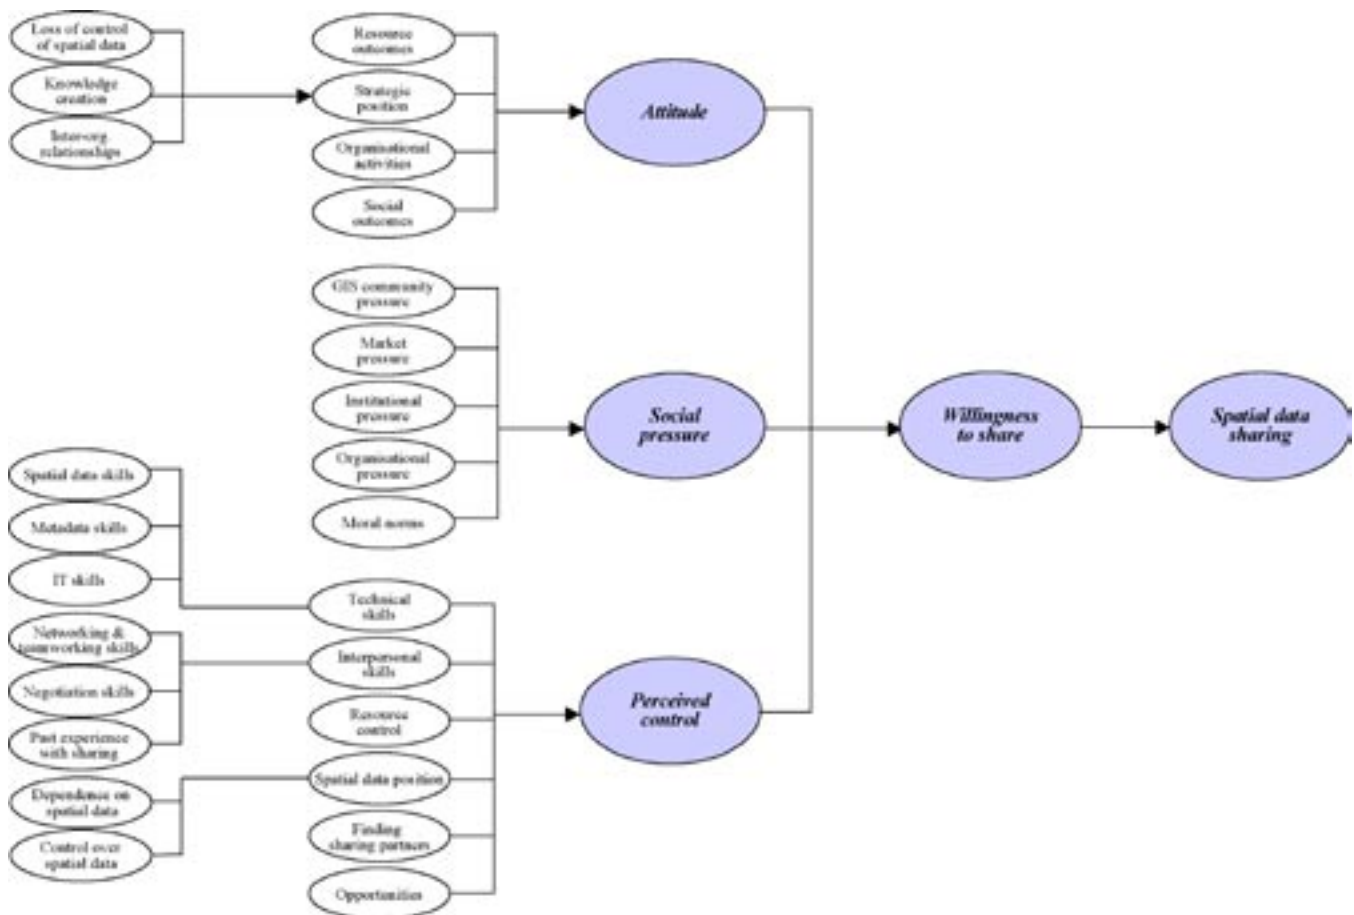 Loss of control
of spatial data
Knowledge
creation
Inter-org.
relationships
Resource
outcomes
Strategic
position
Organisational
activities
Social
outcomes
Attitude
GIS community
pressure
Market
pressure
Institutional
pressure
Organisational
pressure
Moral norms
Social
pressure
Willingness
to share
Spatial data
sharing
Spatial data skills
Metadata skills
IT skills
Networking &
teamworking skills
Negotiation skills
Past experience
with sharing
Dependence on
spatial data
Control over
spatial data
Technical
skills
Interpersonal
skills
Resource
control
Spatial data position
Finding
sharing partners
Opportunities
Perceived
control